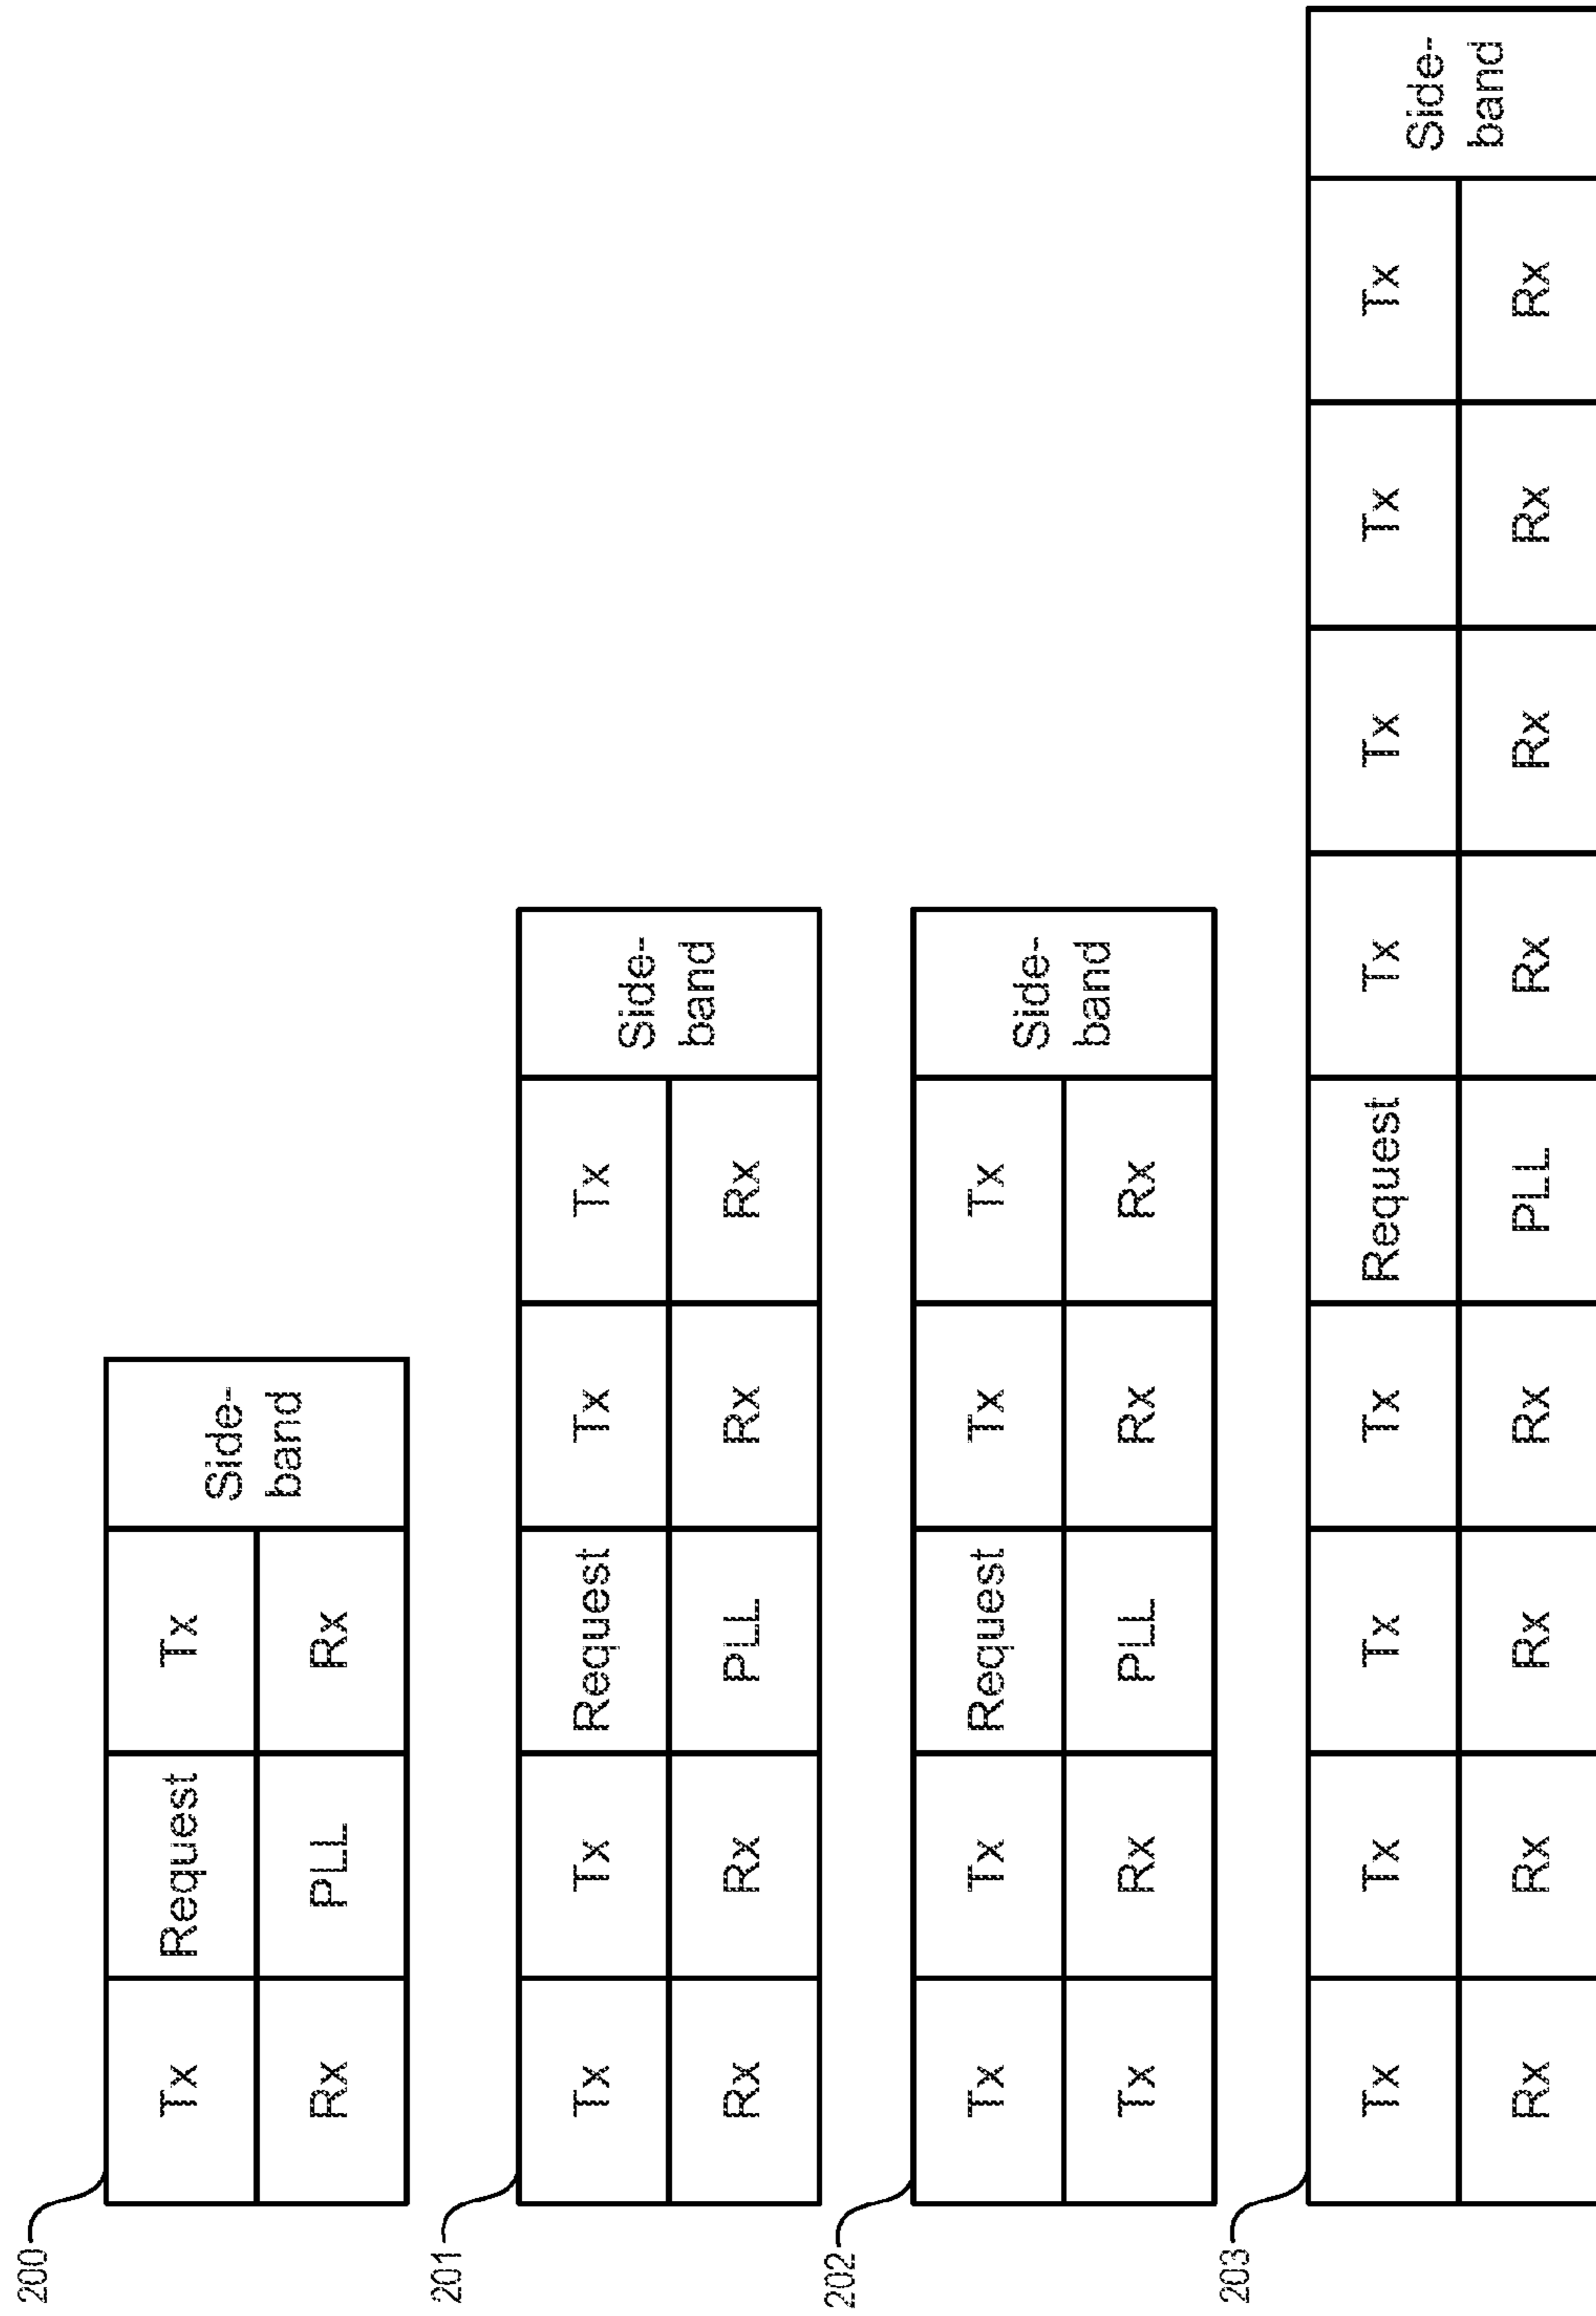 200
Tx Request Tx Side-
band
Rx PLL Rx
201
Tx Tx Request Tx Tx Side-
band
Rx Rx PLL Rx Rx
202
Tx Tx Request Tx Tx Side-
band
Tx Rx PLL Rx Rx
203
Tx Tx Tx Tx Request Tx Tx Tx Tx Side-
band
Rx Rx Rx Rx PLL Rx Rx Rx Rx